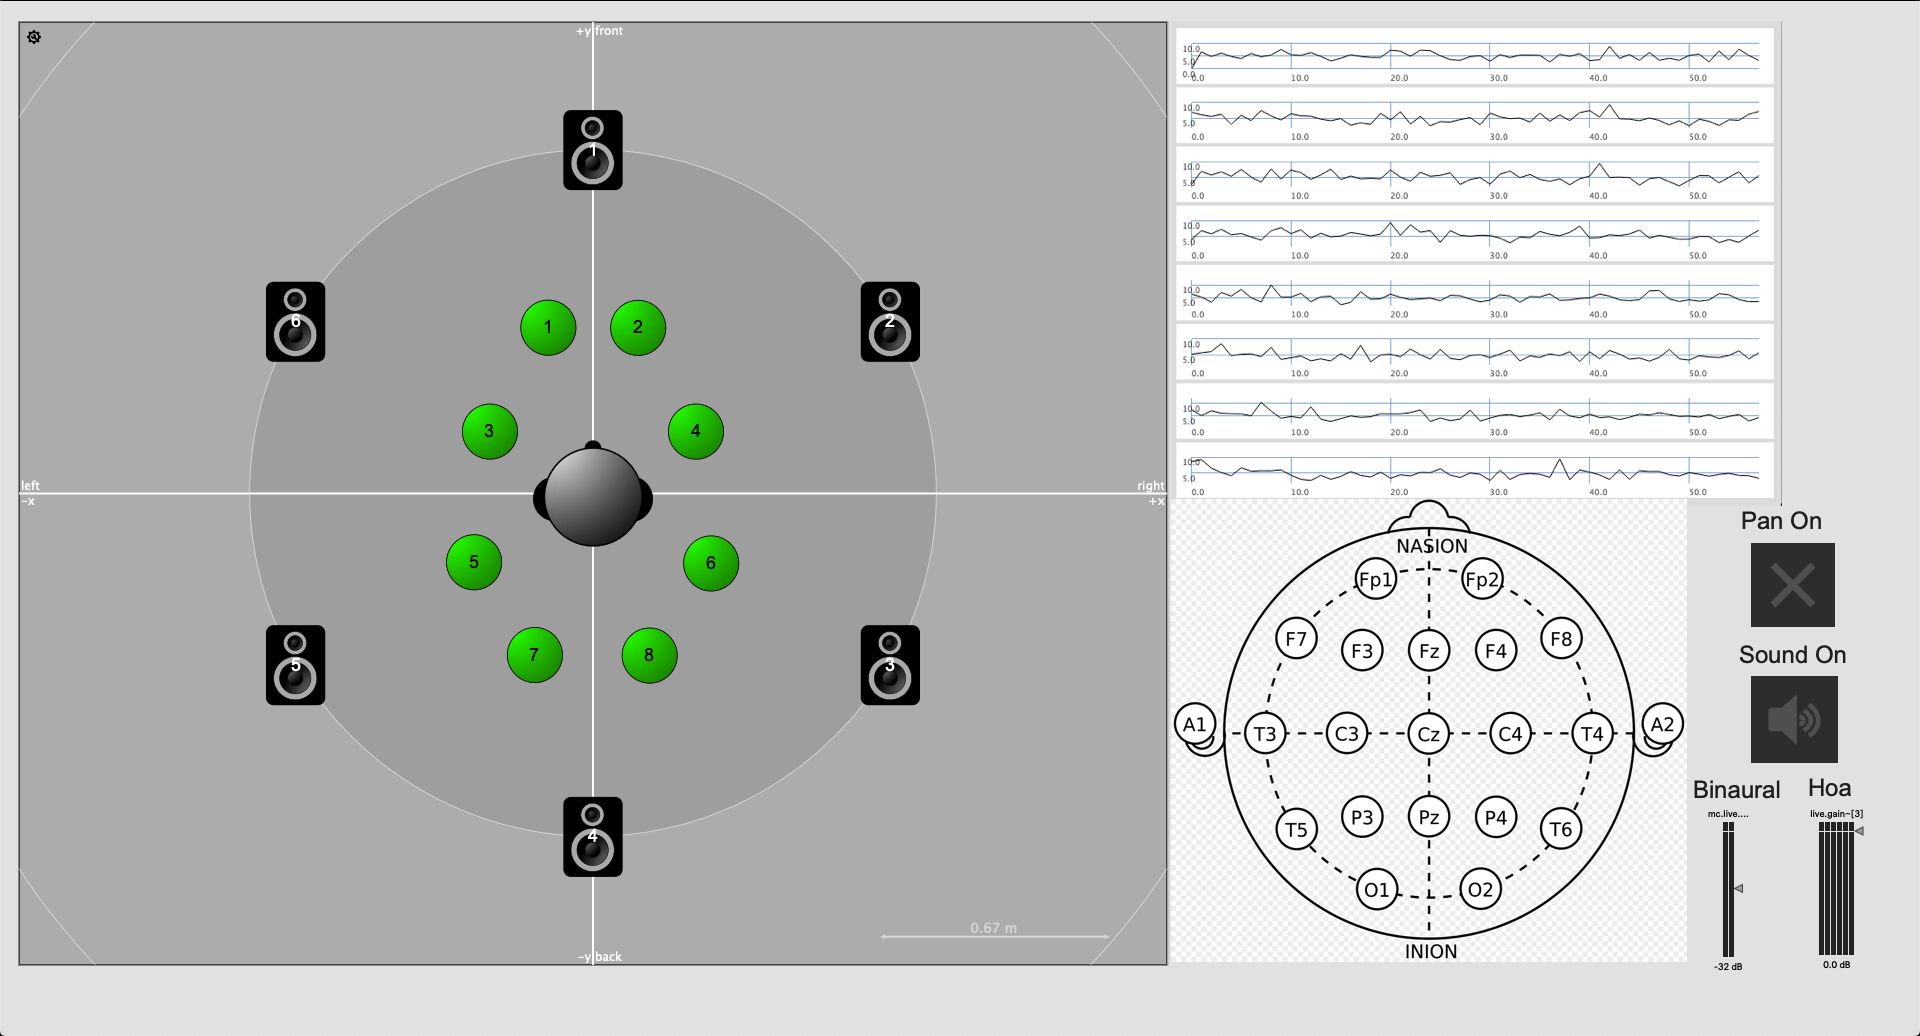 +y front
1
6
2
1 2
3 4
left
-x
right
+x
5 6
7 8
5
3
4
0.67 m
-y back
10.0
5.0
0.0
0.0 10.0 20.0 30.0 40.0 50.0
10.0
5.0
0.0 10.0 20.0 30.0 40.0 50.0
10.0
5.0
0.0 10.0 20.0 30.0 40.0 50.0
10.0
5.0
0.0 10.0 20.0 30.0 40.0 50.0
10.0
5.0
0.0 10.0 20.0 30.0 40.0 50.0
10.0
5.0
0.0 10.0 20.0 30.0 40.0 50.0
10.0
5.0
0.0 10.0 20.0 30.0 40.0 50.0
10.0
5.0
0.0 10.0 20.0 30.0 40.0 50.0
NASION
Fp1 Fp2
F7 F3 Fz F4 F8
A1 T3 C3 Cz C4 T4 A2
T5 P3 Pz P4 T6
O1 O2
INION
Pan On
Sound On
Binaural Hoa
mc.live.... live.gain~[3]
-32 dB 0.0 dB